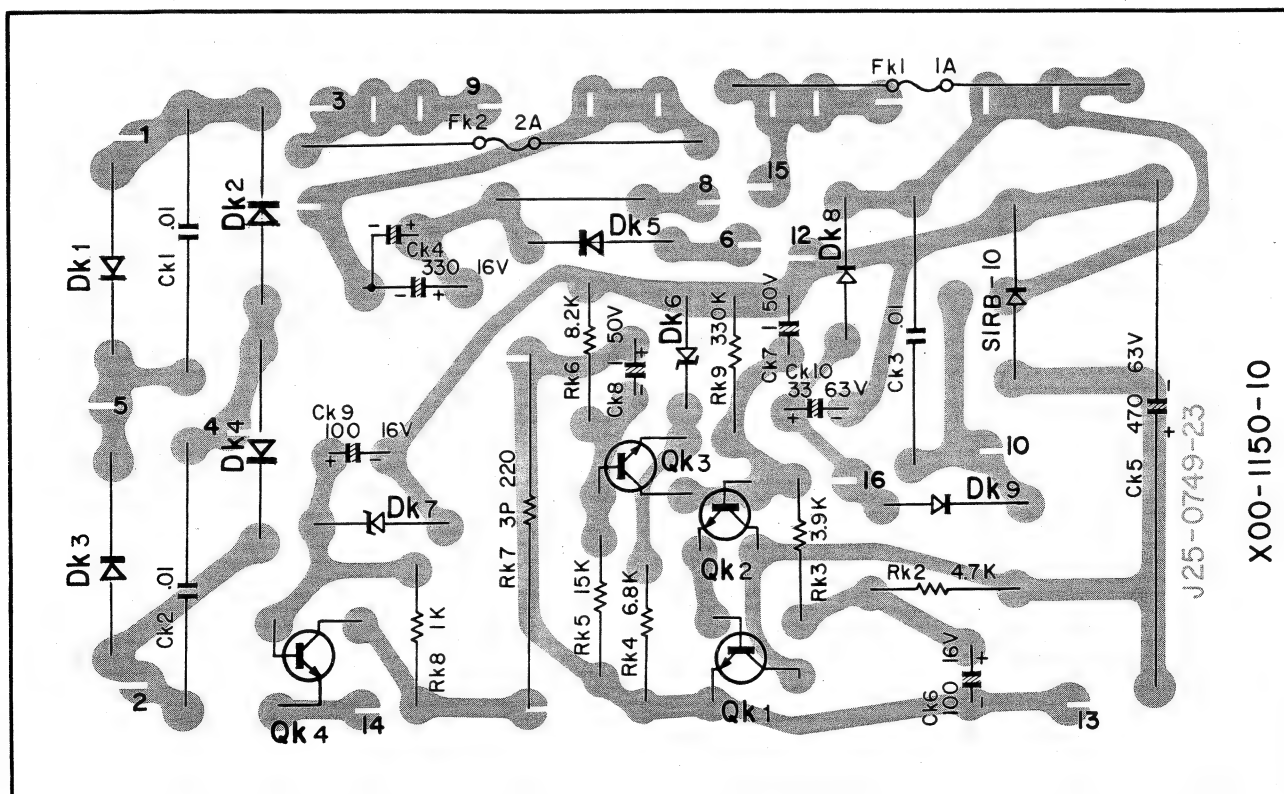 Fk1 1A
3 9
Fk2 2A
1
15
Dk2
8
.01
Dk5
Dk8
Dk1
Ck1
- +
Ck4
6
12
330 16V
- +
SIRB-10
8.2K
50V
Dk6
330K
50V
.01
Rk6
1
+
Ck8
-
Rk9
1
Ck7
Ck10
33 63V
+ -
Ck3
63V
-
470
+
Ck5
5
4
Dk4
Ck9
100 16V
+ -
Qk3
10
16
J25-0749-23
X00-1150-10
Dk7
220
3P
Rk7
Dk9
Dk3
.01
Ck2
15K
Rk5
6.8K
Rk4
Qk2
3.9K
Rk3
Rk2 4.7K
1K
Rk8
16V
+
100
-
Ck6
2
Qk4
14
Qk1
13